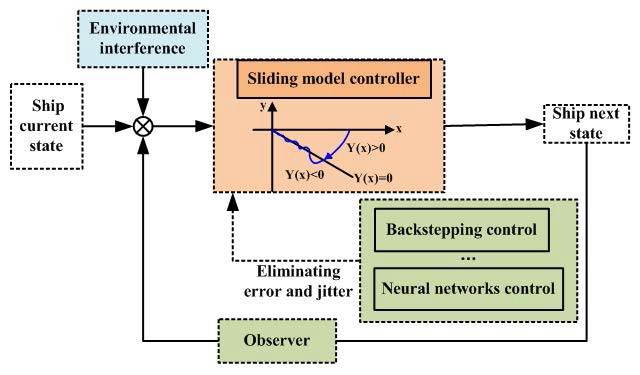 Environmental
interference
Sliding model controller
y
x
Y(x)>0
Y(x)<0
Y(x)=0
Ship
current
state
Ship next
state
Backstepping control
...
Neural networks control
Eliminating
error and jitter
Observer